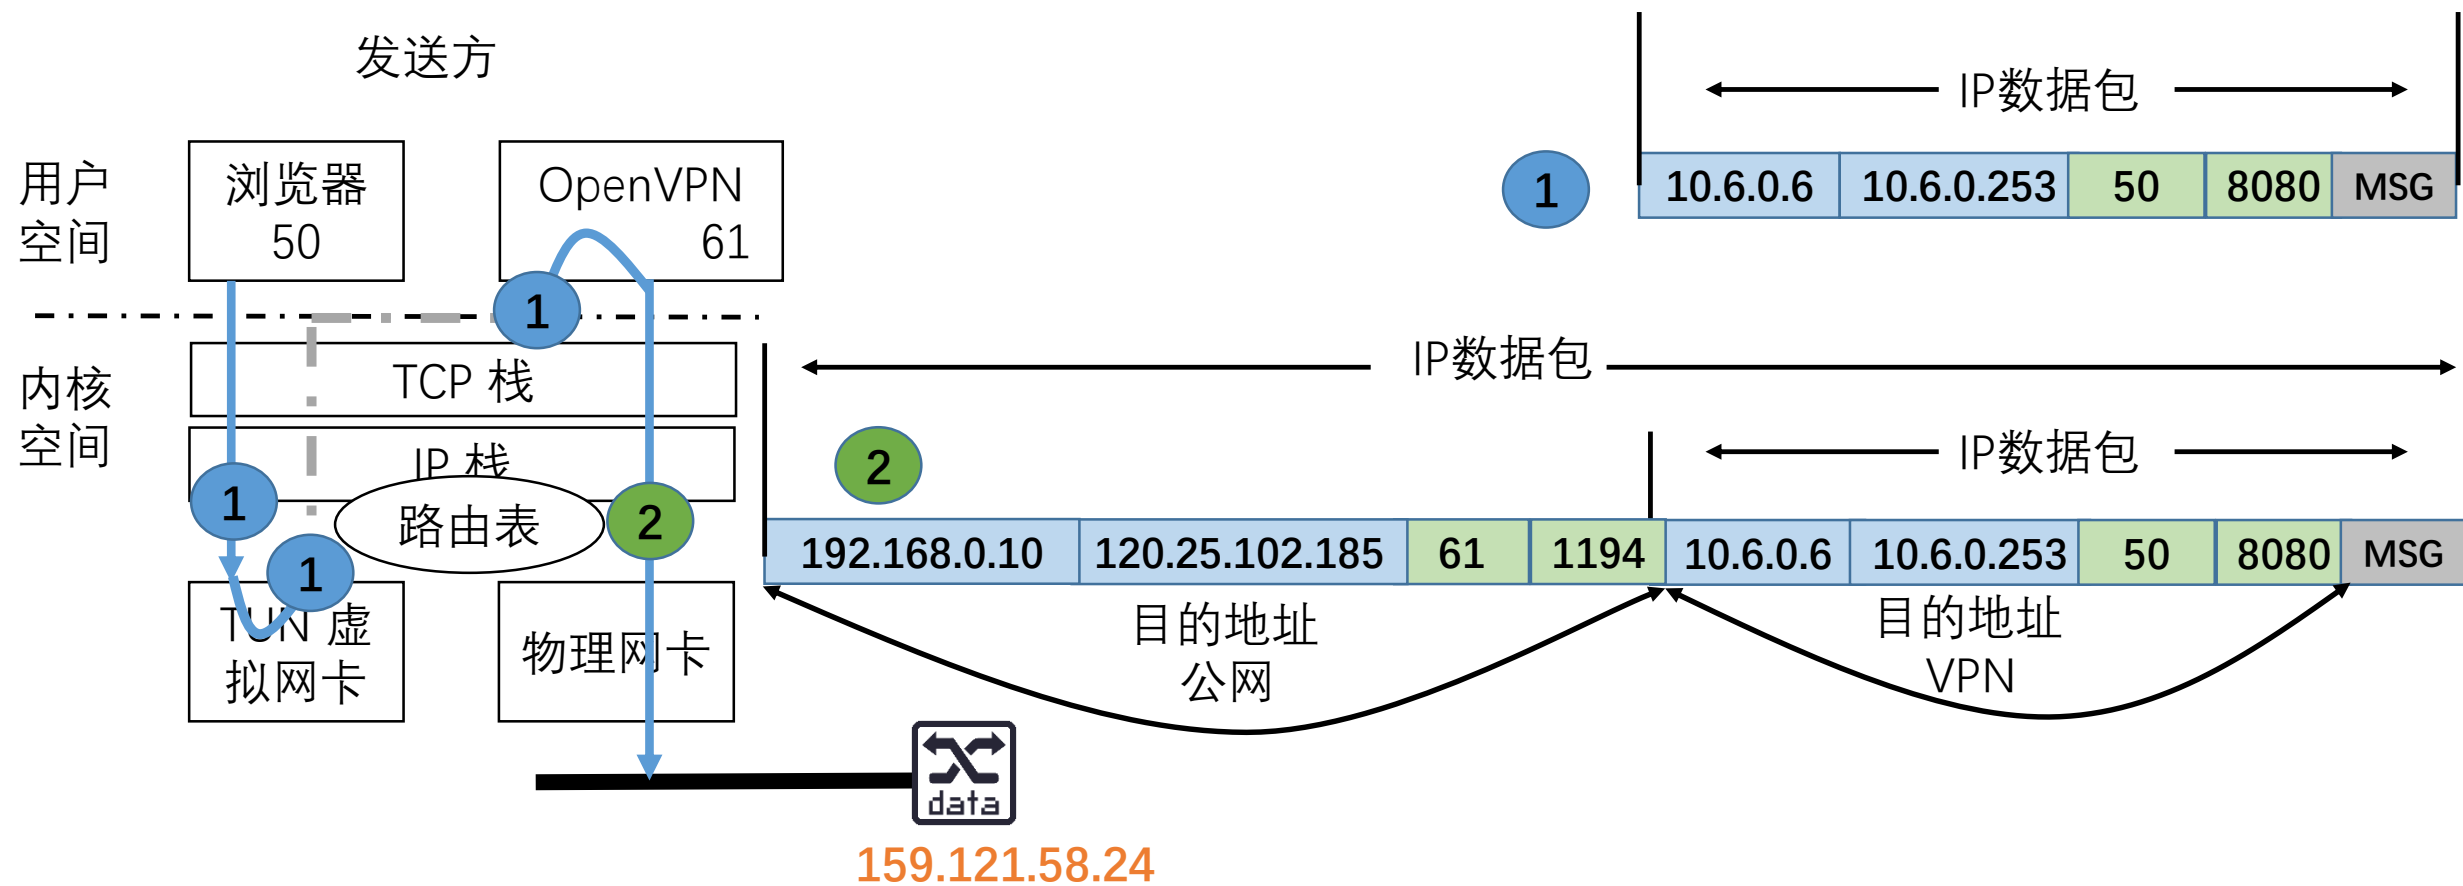 发送方
IP数据包
用户
空间
浏览器
50
OpenVPN
61
1
10.6.0.6 10.6.0.253 50 8080 MSG
1
内核
空间
TCP 栈
IP数据包
IP 栈
2
IP数据包
1
路由表
2
192.168.0.10 120.25.102.185 61 1194 10.6.0.6 10.6.0.253 50 8080 MSG
1
TUN 虚
拟网卡
物理网卡
目的地址
公网
目的地址
VPN
data
159.121.58.24